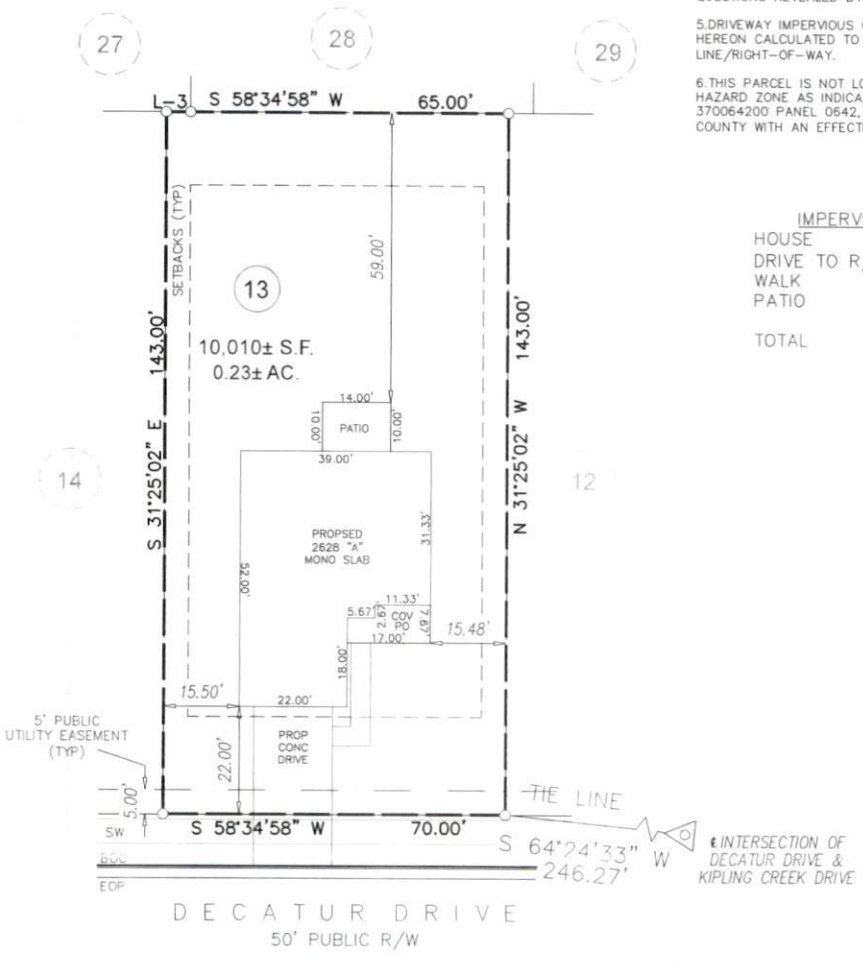 5.DRIVEWAY IMPERVIOUS
HEREON CALCULATED TO
LINE/RIGHT-OF-WAY.
6.THIS PARCEL IS NOT
HAZARD ZONE AS
370064200 PANEL 0642,
COUNTY WITH AN
27
28
29
L-3 S 58°34'58" W 65.00'
SETBACKS (TYP)
59.00'
13
10,010± S.F.
0.23± AC.
S 31°25'02" E 143.00'
N 31°25'02" W 143.00'
HOUSE
DRIVE TO
WALK
PATIO
TOTAL
14.00'
10.00'
PATIO
10.00'
39.00'
14
12
PROPSED
2628 "A"
MONO SLAB
31.33'
52.00'
11.33'
5.67'
2.67'
COV
PO
7.67'
17.00'
15.48'
18.00'
15.50'
22.00'
5' PUBLIC
UTILITY EASEMENT
(TYP)
PROP
CONC
DRIVE
22.00'
5.00'
TIE LINE
SW
S 58°34'58" W 70.00'
S 64°24'33" W
246.27'
℄ INTERSECTION OF
DECATUR DRIVE &
KIPLING CREEK DRIVE
BOC
EOP
DECATUR DRIVE
50' PUBLIC R/W